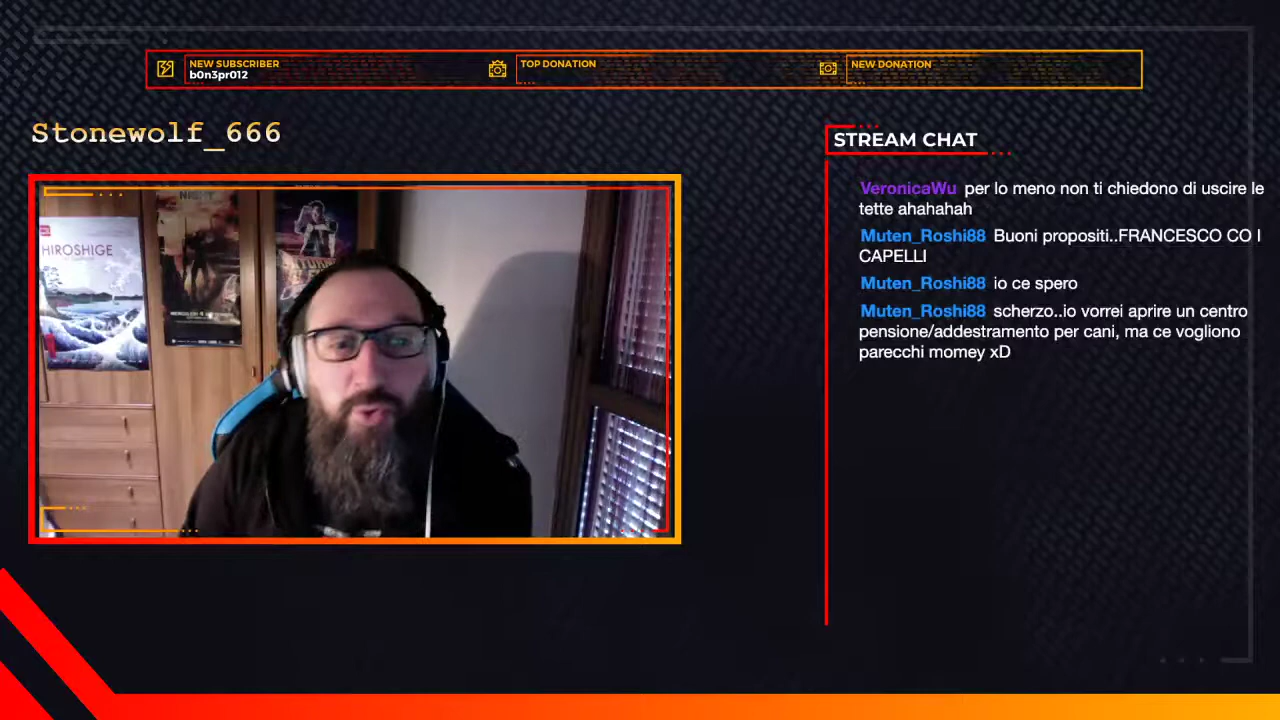 NEW SUBSCRIBER
b0n3pr012
TOP DONATION
NEW DONATION
Stonewolf_666
STREAM CHAT
VeronicaWu per lo meno non ti chiedono di uscire le
tette ahahahah
Muten_Roshi88 Buoni propositi..FRANCESCO CO I
CAPELLI
Muten_Roshi88 io ce spero
Muten_Roshi88 scherzo..io vorrei aprire un centro
pensione/addestramento per cani, ma ce vogliono
parecchi momey xD
HIROSHIGE
NIGHT